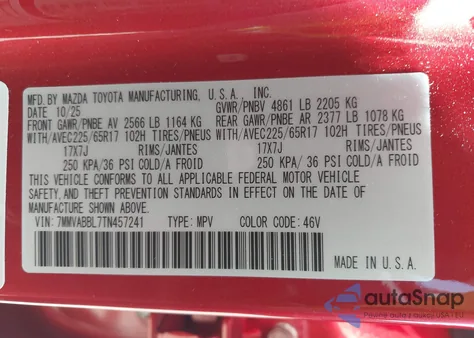 MFD. BY MAZDA TOYOTA MANUFACTURING, U.S.A., INC.
10/25 GVWR/PNBV 4861 LB 2205 KG
FRONT GAWR/PNBE AV 2566 LB 1164 KG REAR GAWR/PNBE AR 2377 LB 1078 KG
WITH/AVEC225/65R17 102H TIRES/PNEUS WITH/AVEC225/65R17 102H TIRES/PNEUS
17X7J RIMS/JANTES 17X7J RIMS/JANTES
250 KPA/ 36 PSI COLD/A FROID 250 KPA/ 36 PSI COLD/A FROID
THIS VEHICLE CONFORMS TO ALL APPLICABLE FEDERAL MOTOR VEHICLE
SAFETY, AND THEFT PREVENTION STANDARDS IN EFFECT ON THE DATE OF
MANUFACTURE SHOWN ABOVE.
VIN: 7MMVABBL7TN457241 TYPE: MPV COLOR CODE: 46V
MADE IN U.S.A.
autoSnap